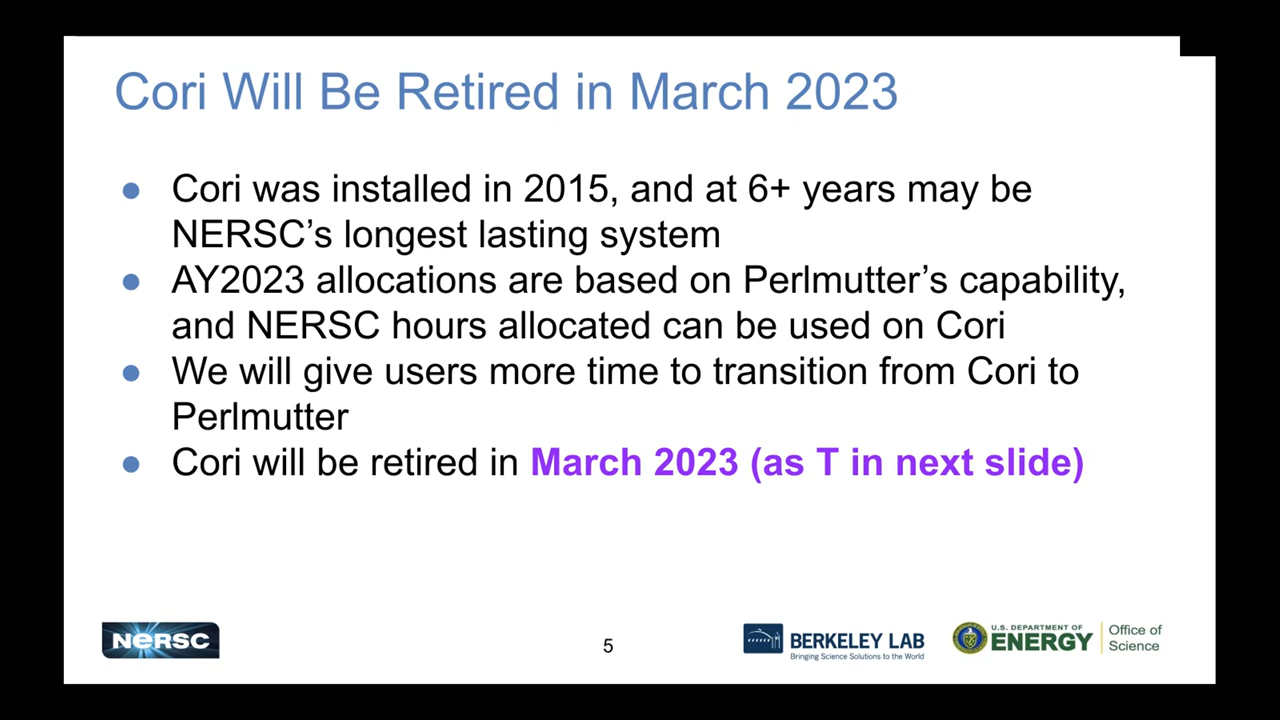 Cori Will Be Retired in March 2023
● Cori was installed in 2015, and at 6+ years may be
NERSC’s longest lasting system
● AY2023 allocations are based on Perlmutter’s capability,
and NERSC hours allocated can be used on Cori
● We will give users more time to transition from Cori to
Perlmutter
● Cori will be retired in March 2023 (as T in next slide)
NERSC
5
BERKELEY LAB
Bringing Science Solutions to the World
U.S. DEPARTMENT OF
ENERGY
Office of
Science